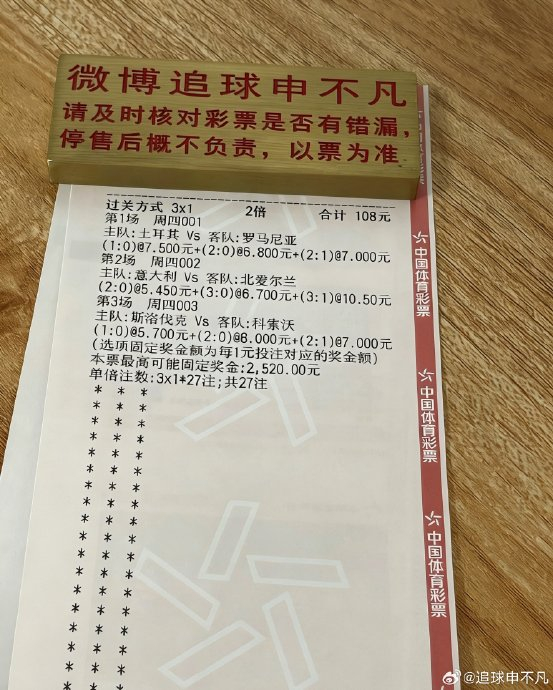 微博追球申不凡
请及时核对彩票是否有错漏,
停售后概不负责，以票为准
过关方式 3x1 2倍 合计 108元
第1场 周四001
主队:土耳其 Vs 客队:罗马尼亚
(1:0)@7.500元+(2:0)@6.800元+(2:1)@7.000元
第2场 周四002
主队:意大利 Vs 客队:北爱尔兰
(2:0)@5.450元+(3:0)@6.700元+(3:1)@10.50元
第3场 周四003
主队:斯洛伐克 Vs 客队:科索沃
(1:0)@5.700元+(2:0)@8.000元+(2:1)@7.000元
(选项固定奖金额为每1元投注对应的奖金额)
本票最高可能固定奖金:2,520.00元
单倍注数:3x1*27注;共27注
中国体育彩票
中国体育彩票
中国体育彩票
@追球申不凡